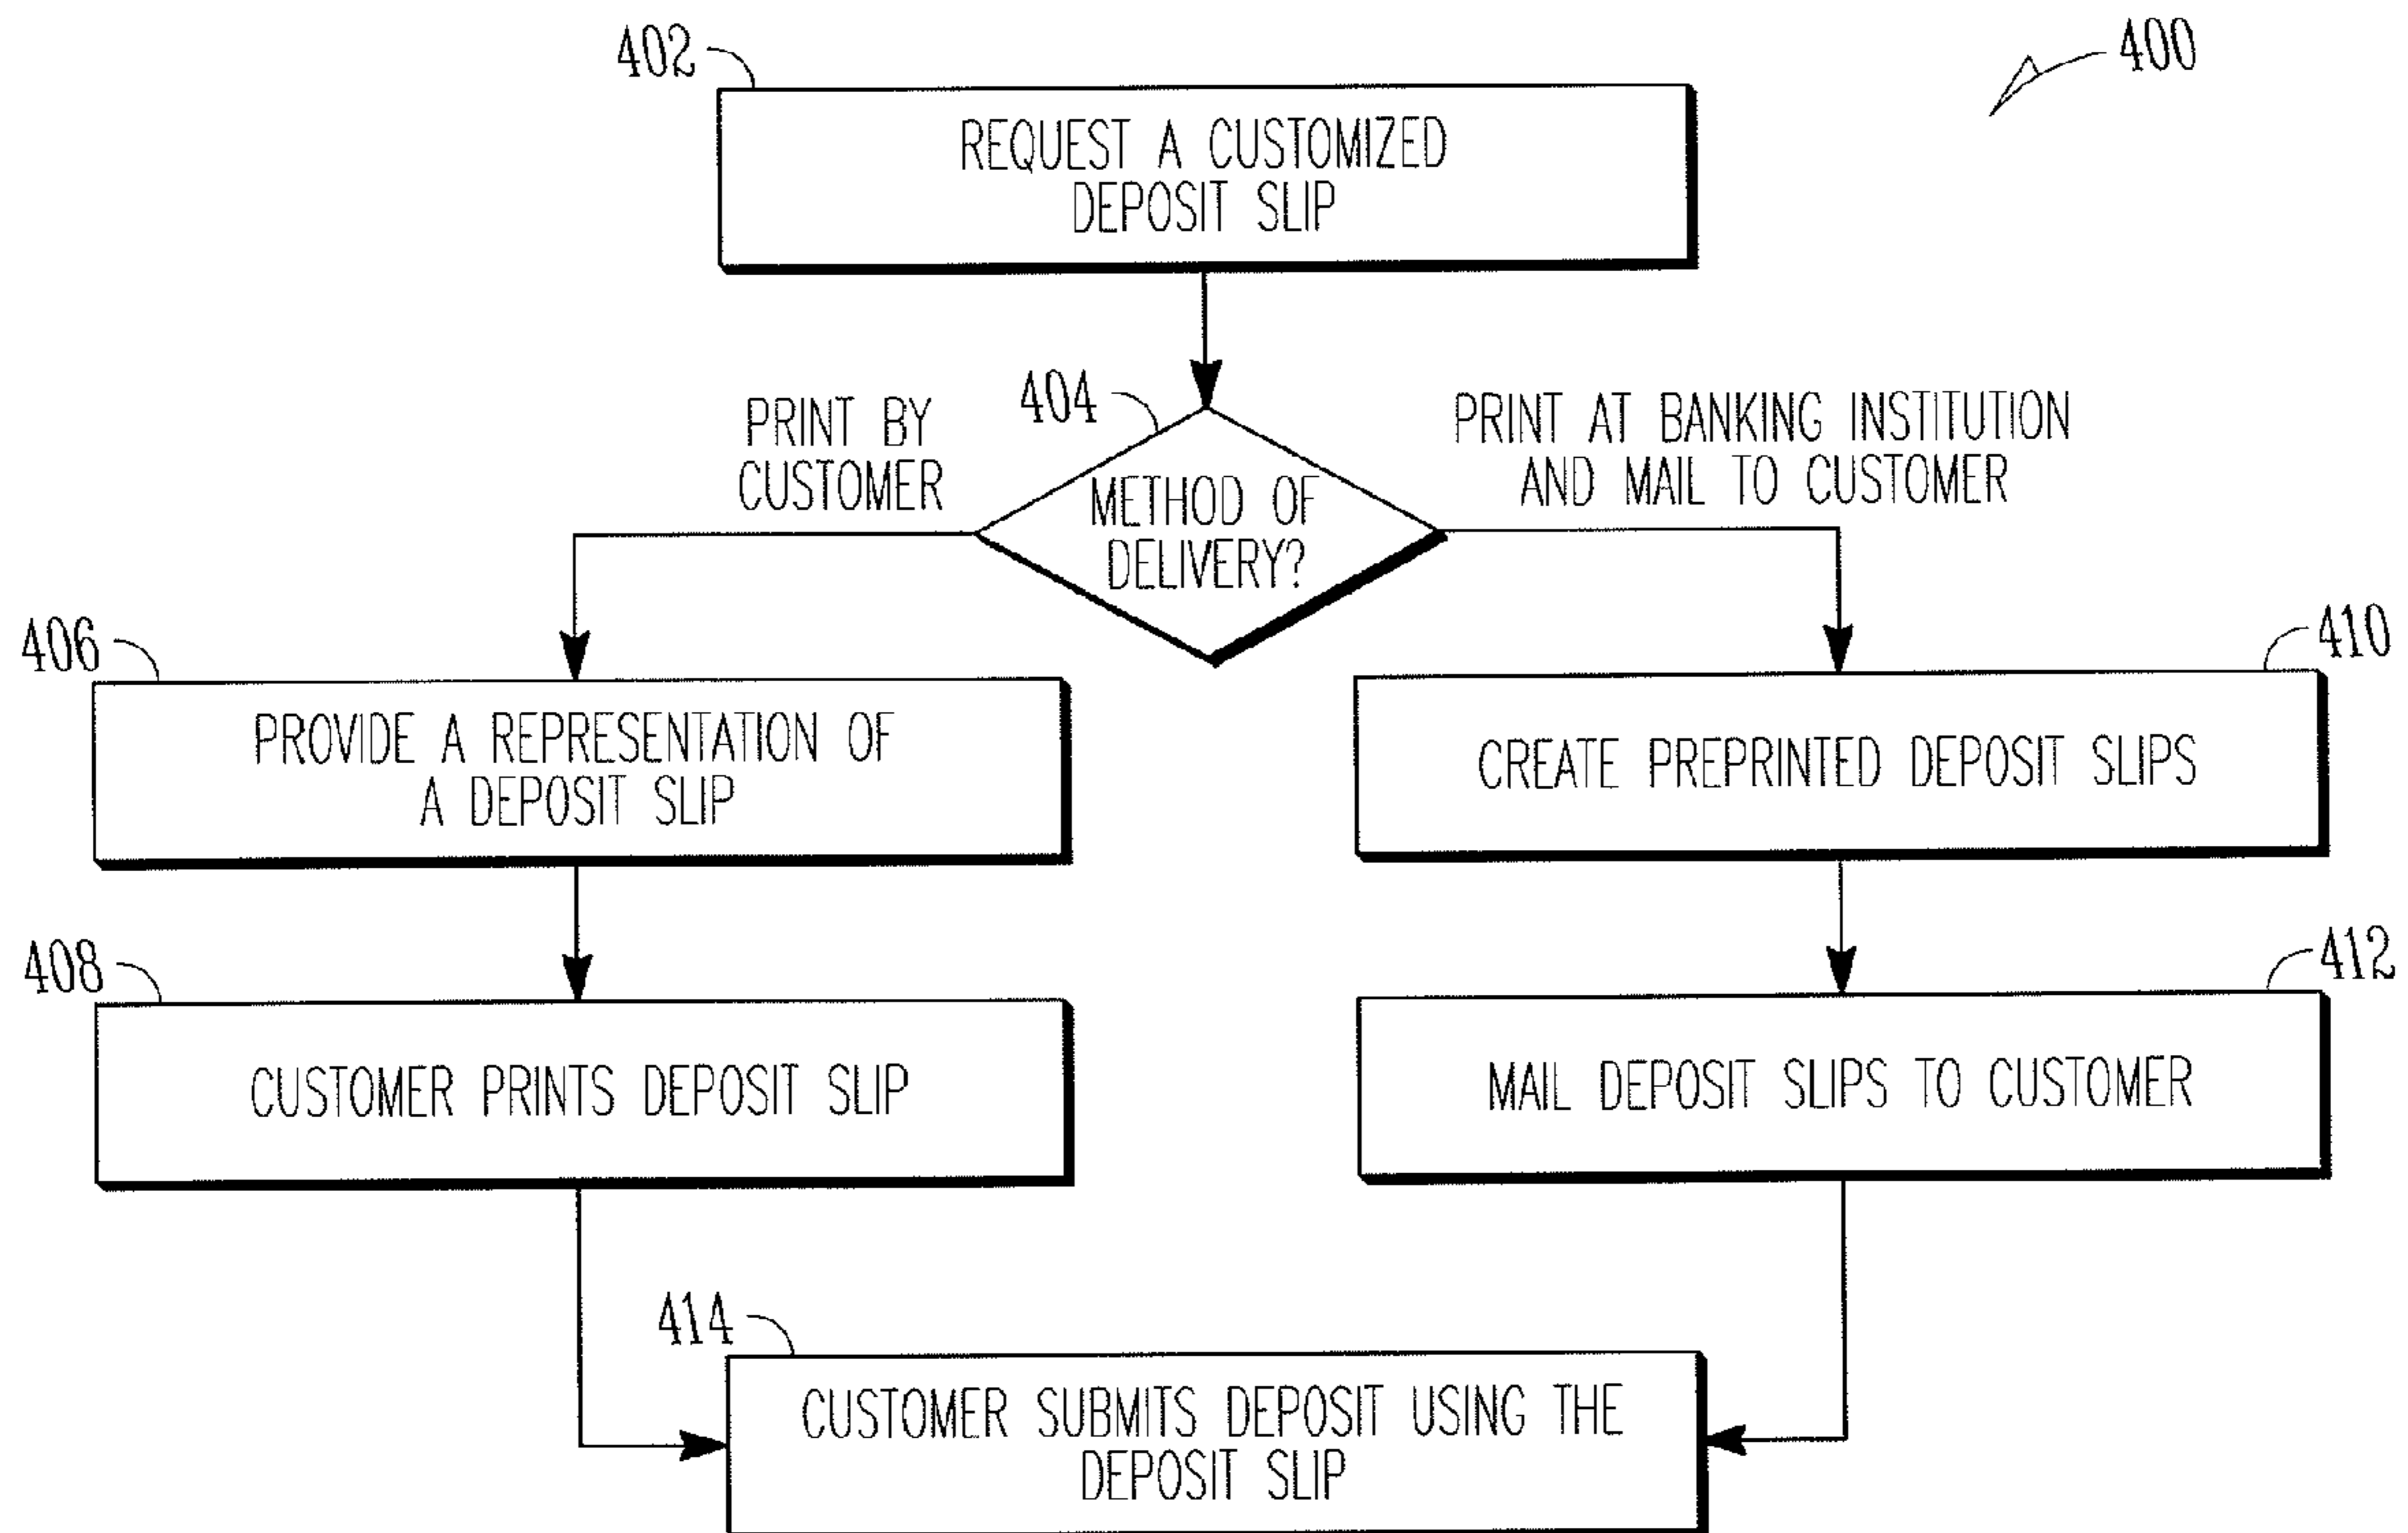 402
400
REQUEST A CUSTOMIZED
DEPOSIT SLIP
404
PRINT BY
CUSTOMER
PRINT AT BANKING INSTITUTION
AND MAIL TO CUSTOMER
METHOD OF
DELIVERY?
406
410
PROVIDE A REPRESENTATION OF
A DEPOSIT SLIP
CREATE PREPRINTED DEPOSIT SLIPS
408
412
CUSTOMER PRINTS DEPOSIT SLIP
MAIL DEPOSIT SLIPS TO CUSTOMER
414
CUSTOMER SUBMITS DEPOSIT USING THE
DEPOSIT SLIP